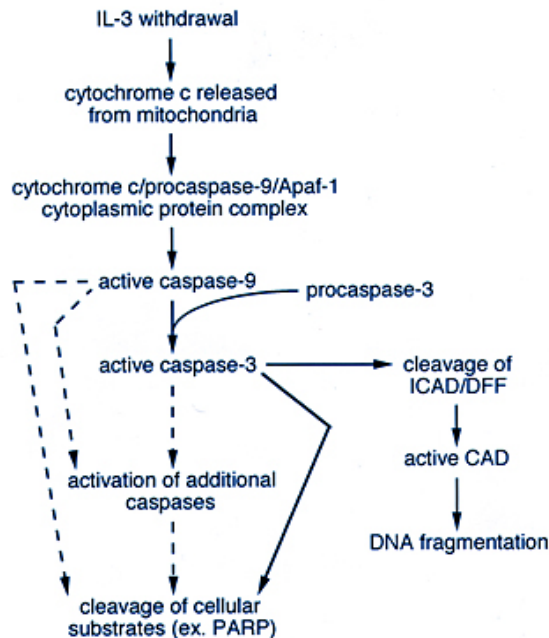 IL-3 withdrawal
cytochrome c released
from mitochondria
cytochrome c/procaspase-9/Apaf-1
cytoplasmic protein complex
active caspase-9
procaspase-3
active caspase-3
cleavage of
ICAD/DFF
active CAD
activation of additional
caspases
DNA fragmentation
cleavage of cellular
substrates (ex. PARP)